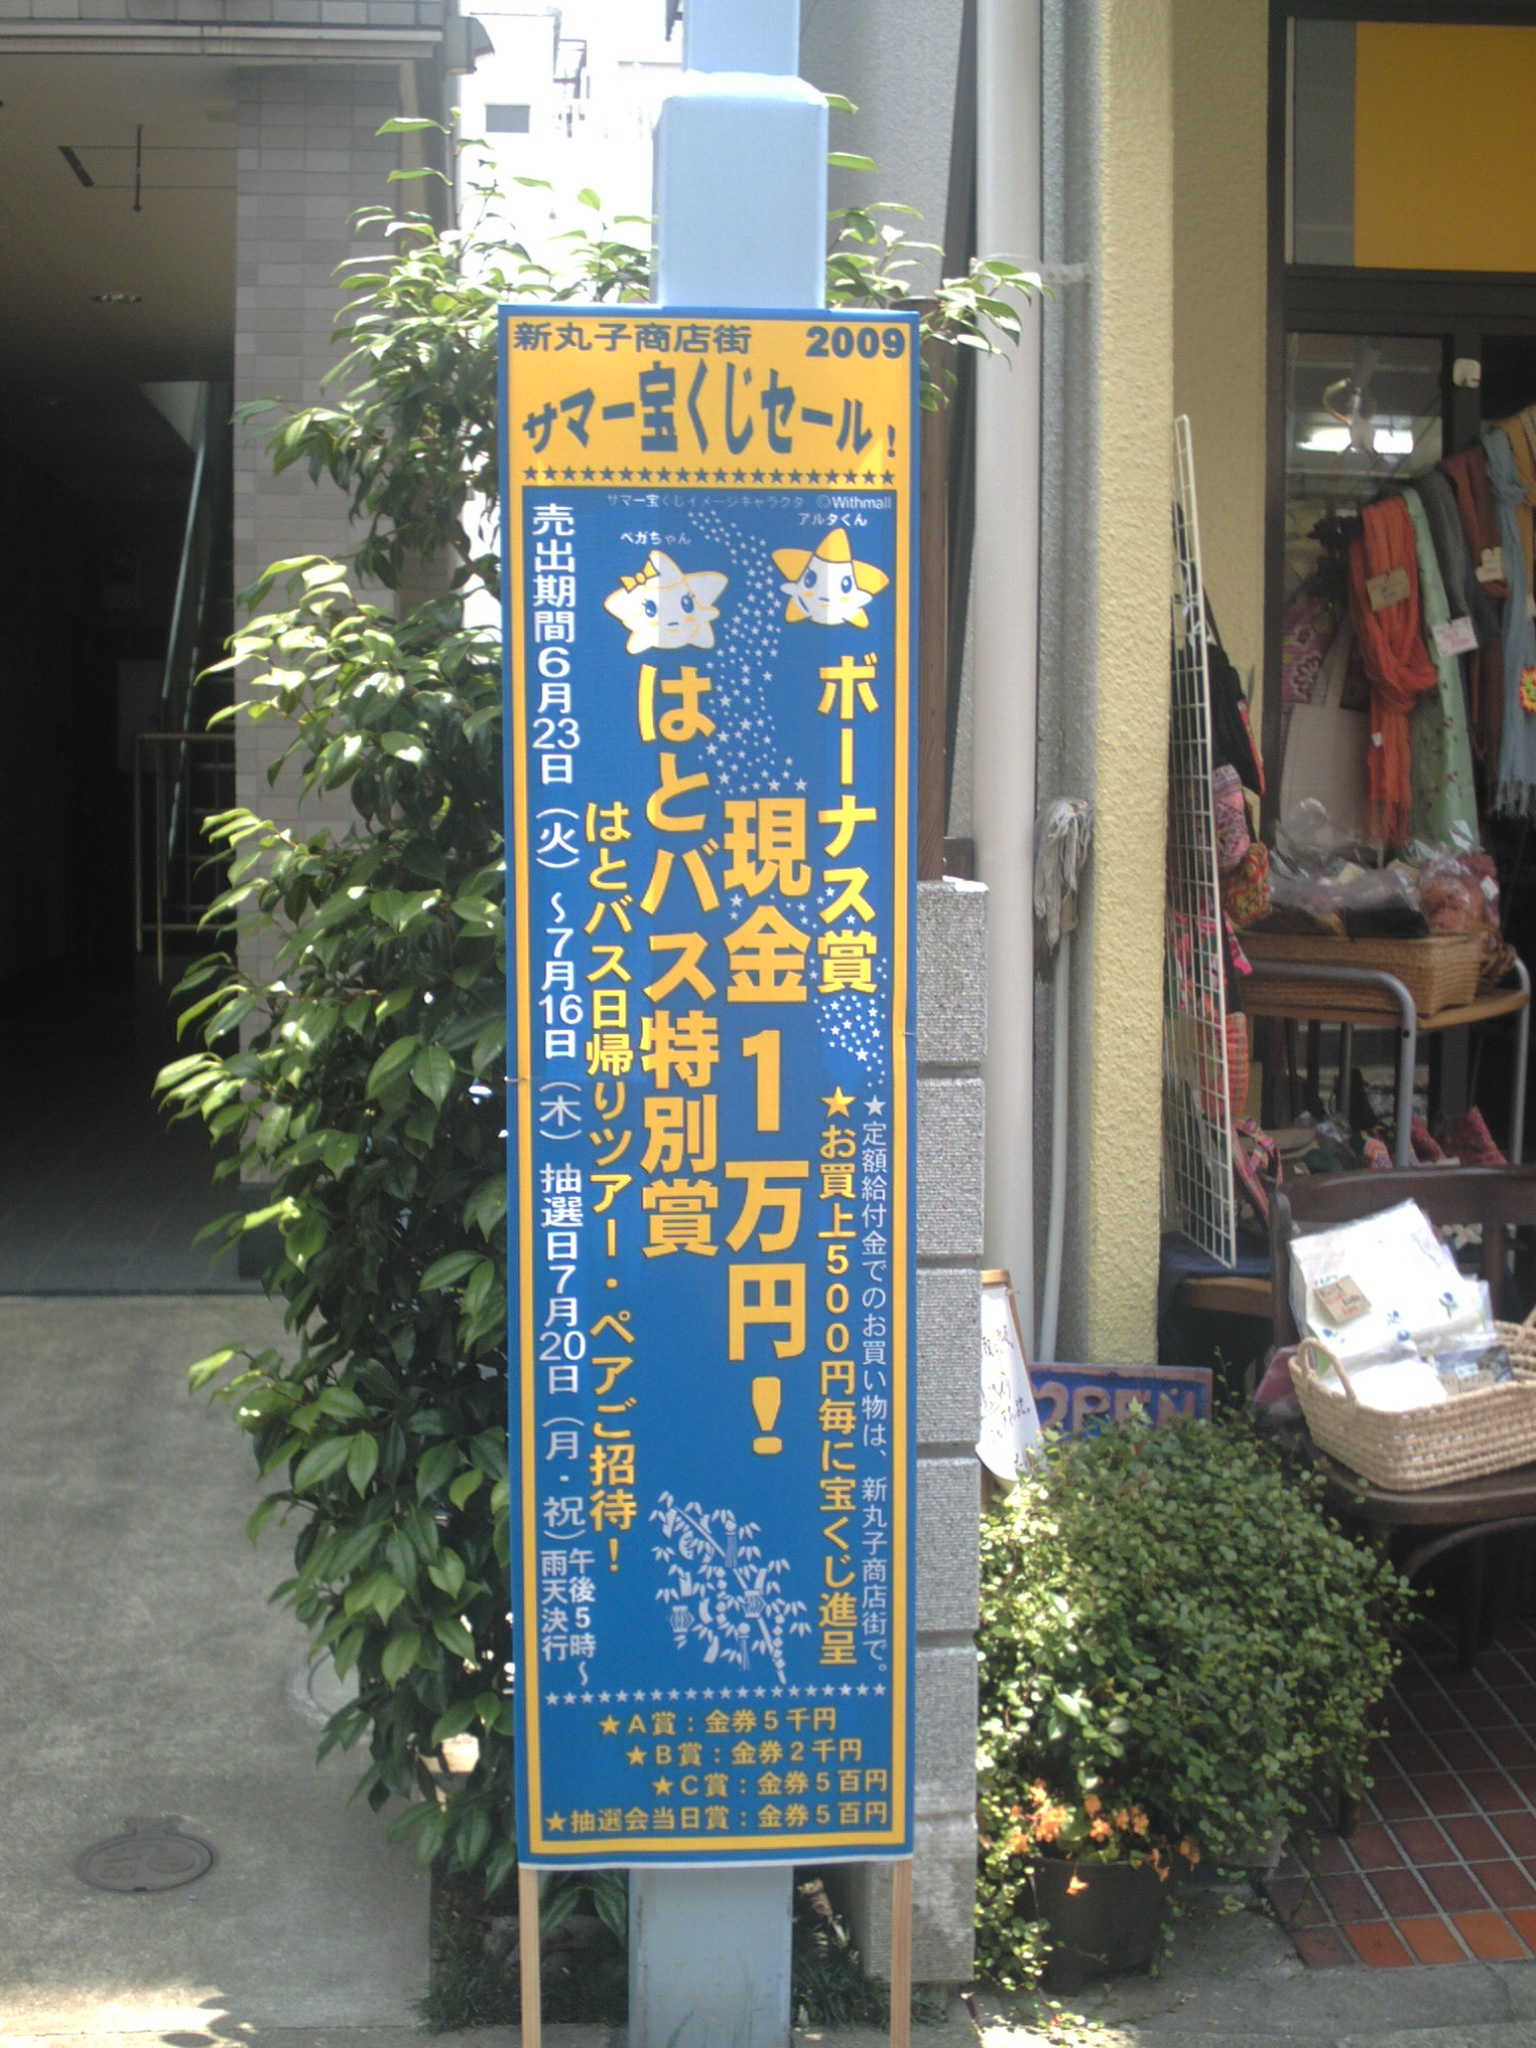 新丸子商店街 2009
サマー宝くじセール!
サマー宝くじイメージキャラクタ ©Withmall
アルタくん
ベガちゃん
★定額給付金でのお買い物は、新丸子商店街で。
★お買上500円毎に宝くじ進呈
ボーナス賞
現金1万円!
はとバス特別賞
はとバス日帰りツアー・ペアご招待!
売出期間6月23日(火)~7月16日(木) 抽選日7月20日(月・祝)午後5時~
雨天決行
★A賞:金券5千円
★B賞:金券2千円
★C賞:金券5百円
★抽選会当日賞:金券5百円
OPEN